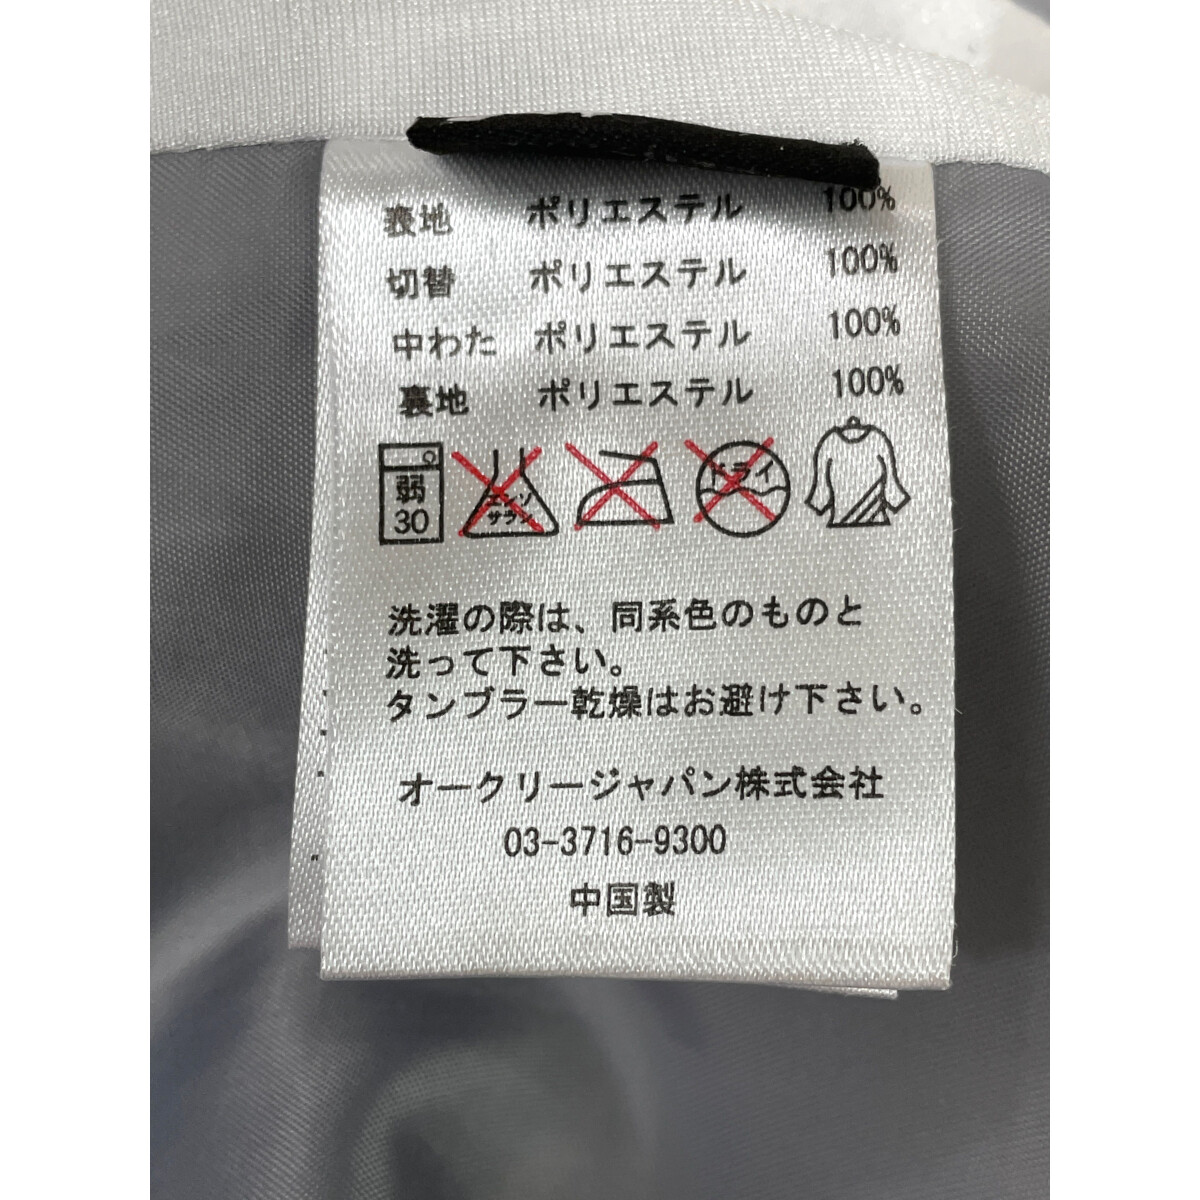 表地 ポリエステル 100%
切替 ポリエステル 100%
中わた ポリエステル 100%
裏地 ポリエステル 100%
弱
30
エンソ
サラシ
ドライ
洗濯の際は、同系色のものと
洗って下さい。
タンブラー乾燥はお避け下さい。
オークリージャパン株式会社
03-3716-9300
中国製